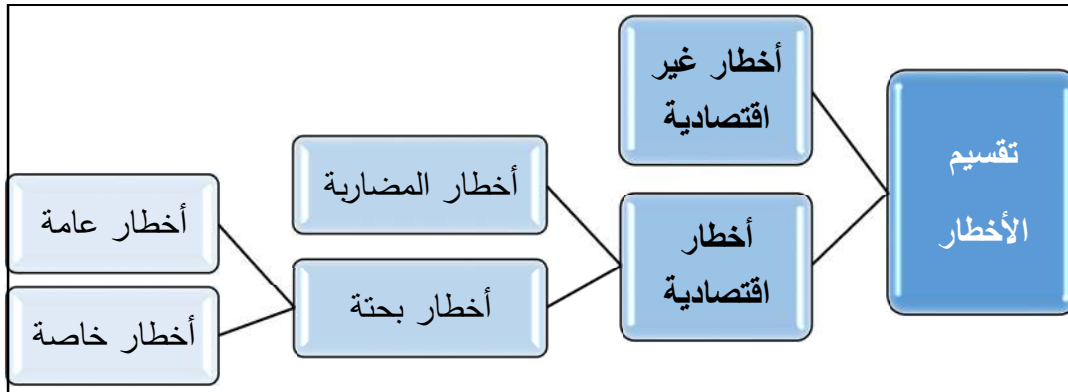 تقسيم
الأخطار
أخطار غير
اقتصادية
أخطار
اقتصادية
أخطار المضاربة
أخطار بحتة
أخطار عامة
أخطار خاصة